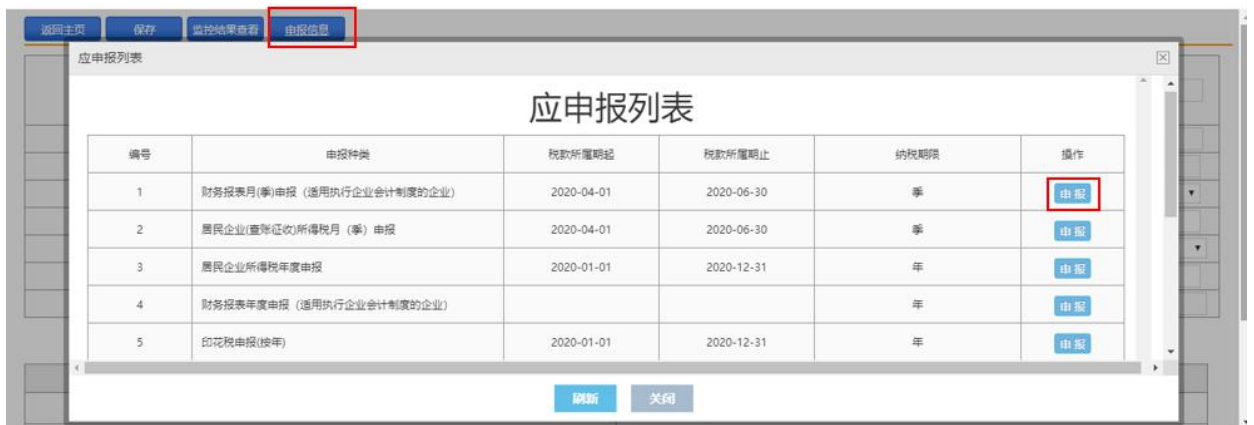 返回主页 保存 监控结果查看 申报信息
应申报列表
应申报列表
编号 申报种类 税款所属期起 税款所属期止 纳税期限 操作
1 财务报表月(季)申报（适用执行企业会计制度的企业） 2020-04-01 2020-06-30 季 申报
2 居民企业(查账征收)所得税月（季）申报 2020-04-01 2020-06-30 季 申报
3 居民企业所得税年度申报 2020-01-01 2020-12-31 年 申报
4 财务报表年度申报（适用执行企业会计制度的企业） 年 申报
5 印花税申报(按年) 2020-01-01 2020-12-31 年 申报
刷新 关闭